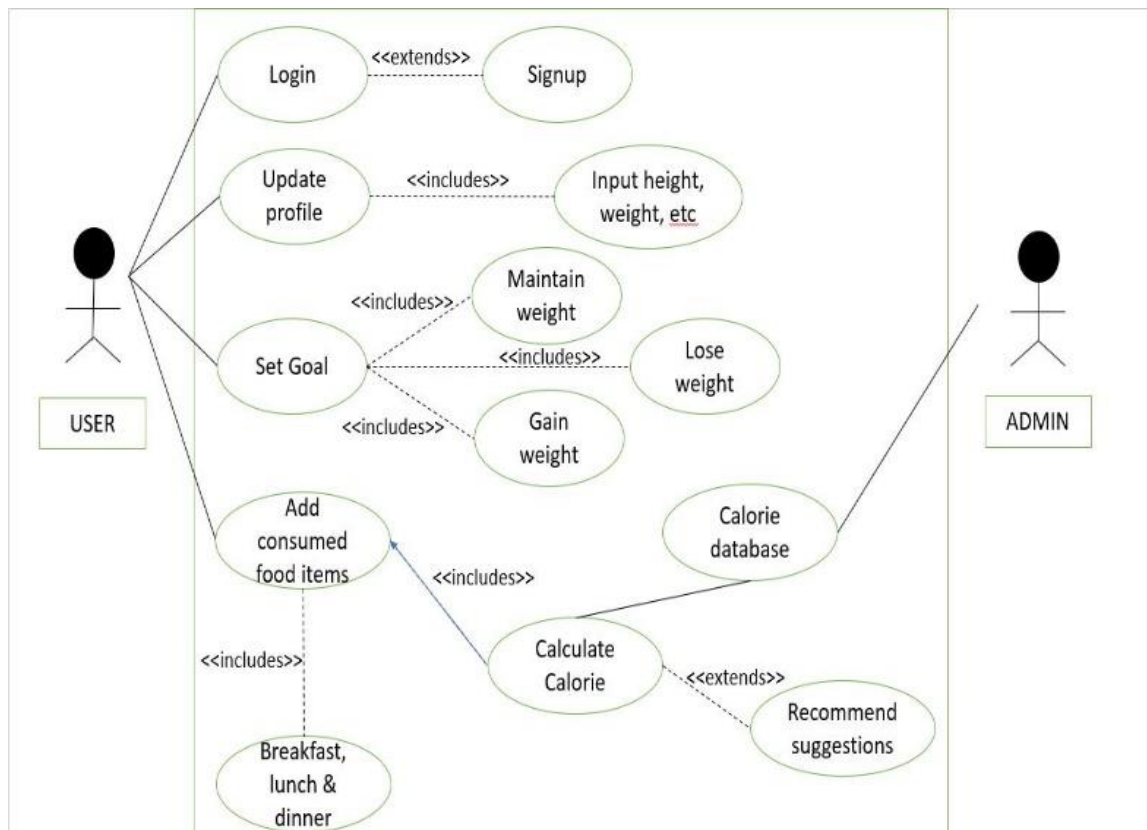 <<extends>>
Login
Signup
Update
profile
<<includes>>
Input height,
weight, etc
Maintain
weight
<<includes>>
<<includes>>
Set Goal
Lose
weight
<<includes>>
Gain
weight
USER
ADMIN
Add
consumed
food items
Calorie
database
<<includes>>
<<includes>>
Calculate
Calorie
<<extends>>
Recommend
suggestions
Breakfast,
lunch &
dinner